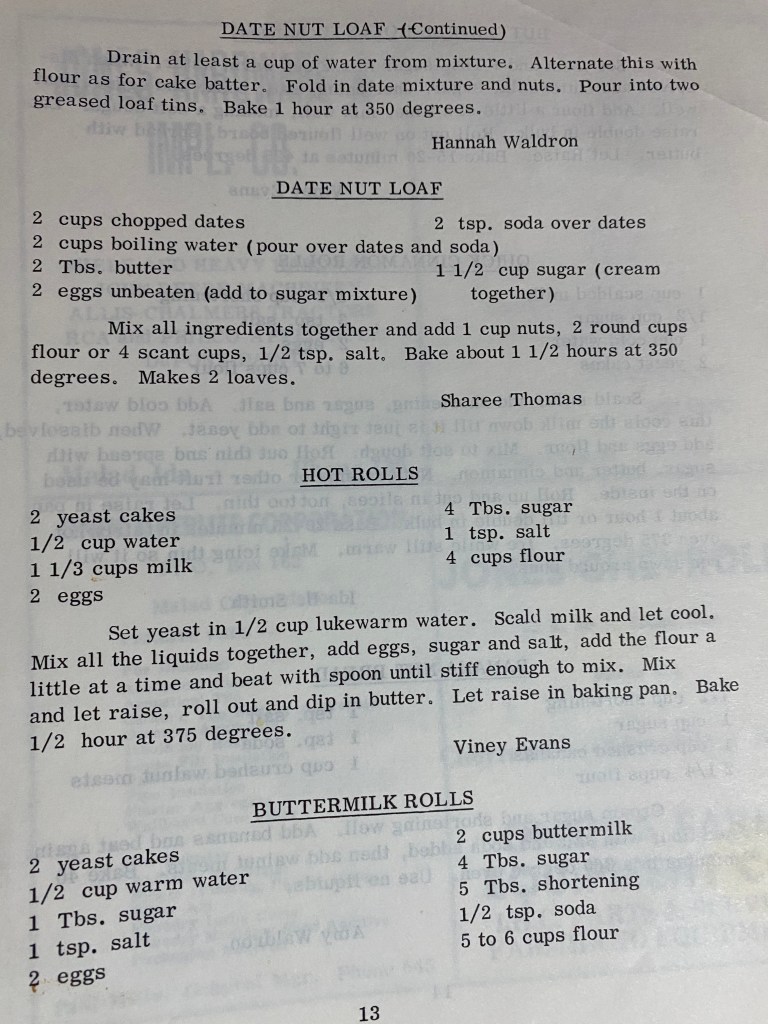 DATE NUT LOAF (Continued)
Drain at least a cup of water from mixture. Alternate this with
flour as for cake batter. Fold in date mixture and nuts. Pour into two
greased loaf tins. Bake 1 hour at 350 degrees.
Hannah Waldron
DATE NUT LOAF
2 cups chopped dates 2 tsp. soda over dates
2 cups boiling water (pour over dates and soda)
2 Tbs. butter 1 1/2 cup sugar (cream
2 eggs unbeaten (add to sugar mixture) together)
Mix all ingredients together and add 1 cup nuts, 2 round cups
flour or 4 scant cups, 1/2 tsp. salt. Bake about 1 1/2 hours at 350
degrees. Makes 2 loaves.
Sharee Thomas
HOT ROLLS
2 yeast cakes 4 Tbs. sugar
1/2 cup water 1 tsp. salt
1 1/3 cups milk 4 cups flour
2 eggs
Set yeast in 1/2 cup lukewarm water. Scald milk and let cool.
Mix all the liquids together, add eggs, sugar and salt, add the flour a
little at a time and beat with spoon until stiff enough to mix. Mix
and let raise, roll out and dip in butter. Let raise in baking pan. Bake
1/2 hour at 375 degrees.
Viney Evans
BUTTERMILK ROLLS
2 yeast cakes 2 cups buttermilk
1/2 cup warm water 4 Tbs. sugar
1 Tbs. sugar 5 Tbs. shortening
1 tsp. salt 1/2 tsp. soda
2 eggs 5 to 6 cups flour
13